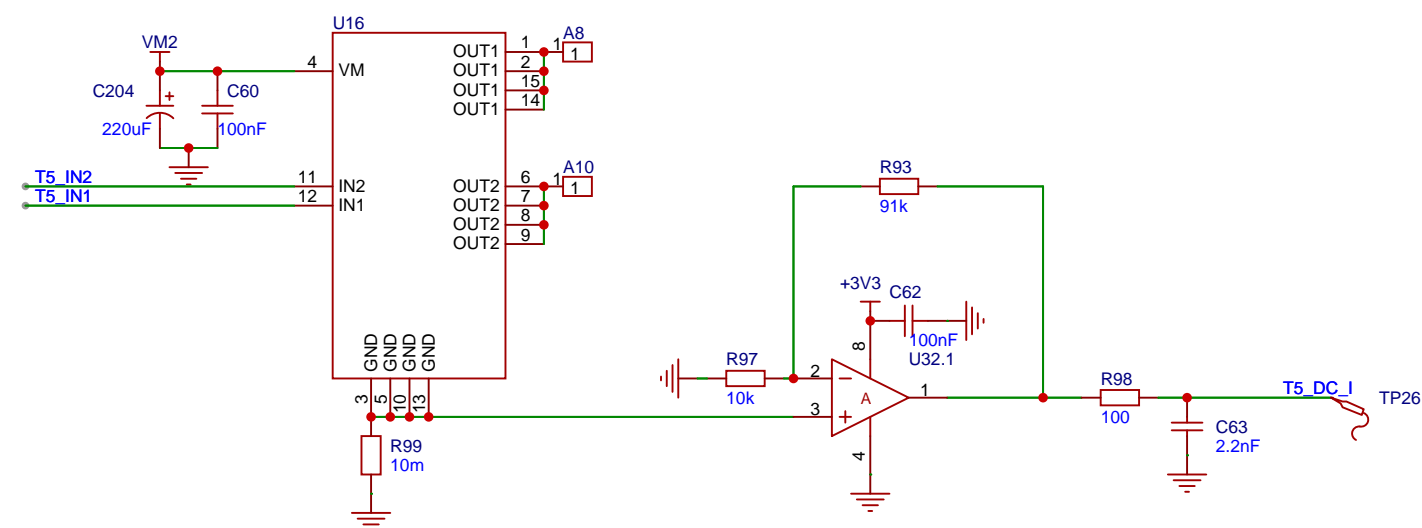 U16
VM2
C204
220uF
C60
100nF
4
VM
T5_IN2
11
IN2
T5_IN1
12
IN1
OUT1
1
OUT1
2
OUT1
15
OUT1
14
A8
1
1
OUT2
6
OUT2
7
OUT2
8
OUT2
9
A10
1
1
GND
GND
GND
GND
3
5
10
13
R99
10m
R93
91k
+3V3
C62
100nF
U32.1
8
R97
10k
2
3
A
1
4
R98
100
T5_DC_I
TP26
C63
2.2nF